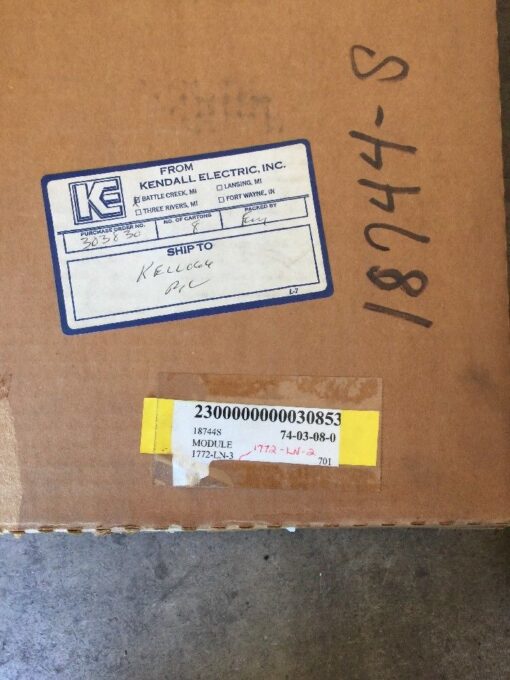 18744-S
KE
FROM
KENDALL ELECTRIC, INC.
BATTLE CREEK, MI LANSING, MI
THREE RIVERS, MI FORT WAYNE, IN
PURCHASE ORDER NO. NO. OF CARTONS PACKED BY
303830 8
SHIP TO
KELLOGG
L-7
2300000000030853
18744S 74-03-08-0
MODULE
1772-LN-3 1772-LN-2 701